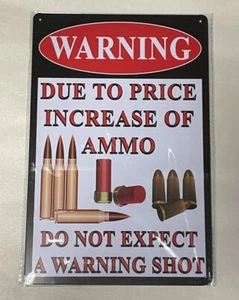 WARNING
DUE TO PRICE
INCREASE OF
AMMO
DO NOT EXPECT
A WARNING SHOT